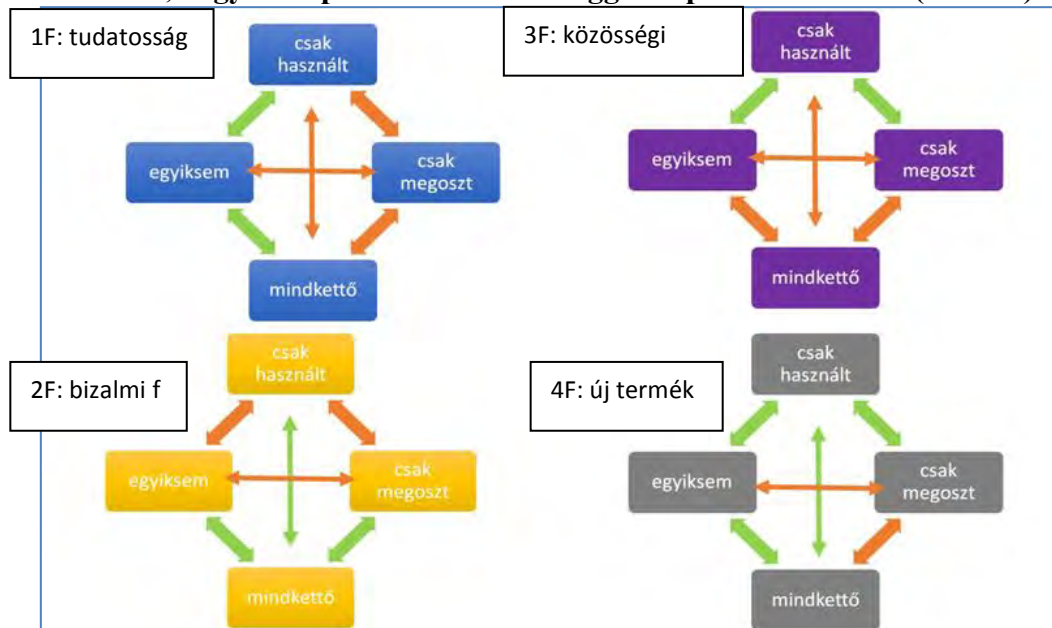 1F: tudatosság
csak
használt
egyiksem
csak
megoszt
mindkettő
3F: közösségi
csak
használt
egyiksem
csak
megoszt
mindkettő
2F: bizalmi f
csak
használt
egyiksem
csak
megoszt
mindkettő
4F: új termék
csak
használt
egyiksem
csak
megoszt
mindkettő